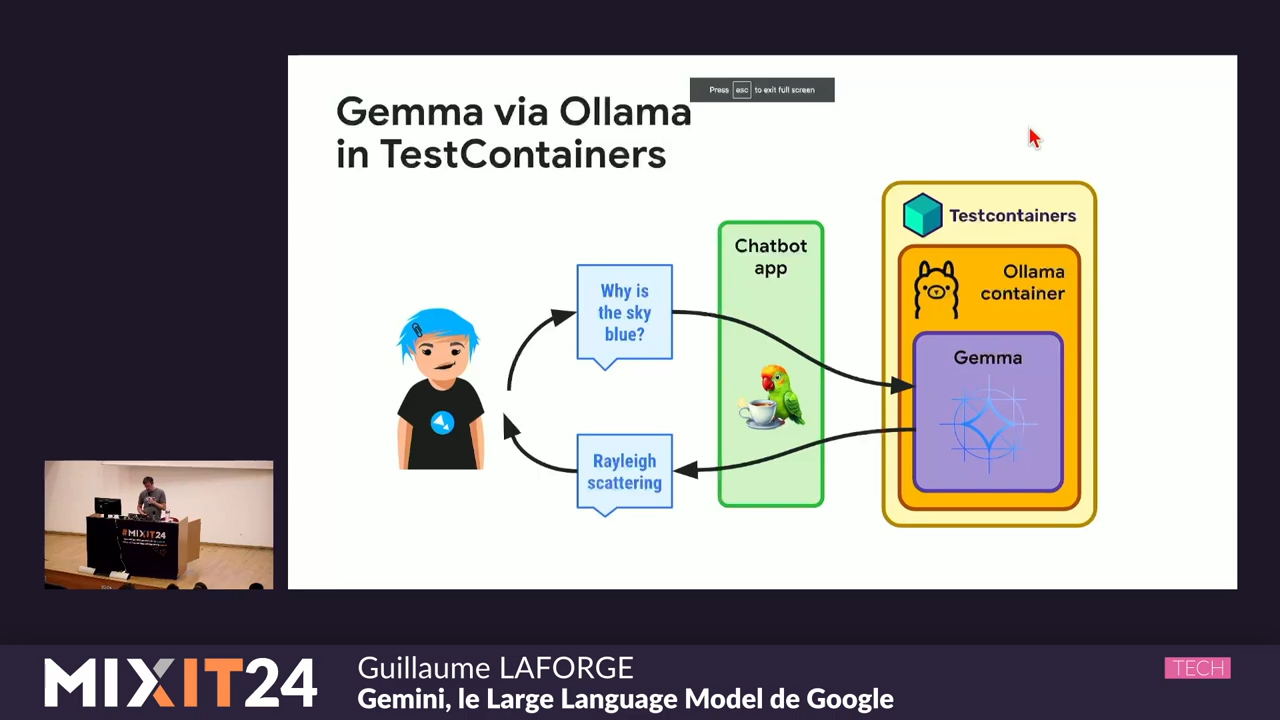 Press esc to exit full screen
Gemma via Ollama
in TestContainers
Testcontainers
Chatbot
app
Ollama
container
Why is
the sky
blue?
Gemma
Rayleigh
scattering
#MIXIT24
MIXIT24
Guillaume LAFORGE
Gemini, le Large Language Model de Google
TECH